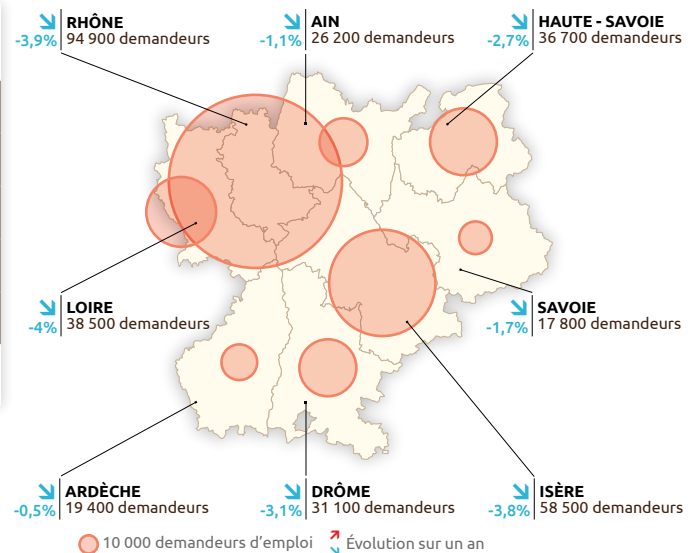 RHÔNE
-3,9% 94 900 demandeurs
AIN
-1,1% 26 200 demandeurs
HAUTE - SAVOIE
-2,7% 36 700 demandeurs
LOIRE
-4% 38 500 demandeurs
SAVOIE
-1,7% 17 800 demandeurs
ARDÈCHE
-0,5% 19 400 demandeurs
DRÔME
-3,1% 31 100 demandeurs
ISÈRE
-3,8% 58 500 demandeurs
10 000 demandeurs d'emploi
Évolution sur un an